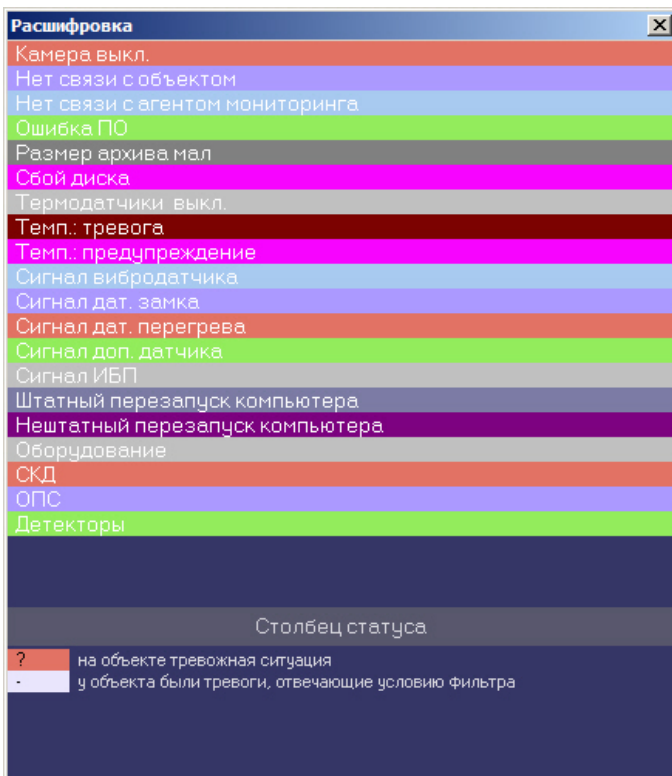 Расшифровка
Камера выкл.
Нет связи с объектом
Нет связи с агентом мониторинга
Ошибка ПО
Размер архива мал
Сбой диска
Термодатчики выкл.
Темп.: тревога
Темп.: предупреждение
Сигнал вибродатчика
Сигнал дат. замка
Сигнал дат. перегрева
Сигнал доп. датчика
Сигнал ИБП
Штатный перезапуск компьютера
Нештатный перезапуск компьютера
Оборудование
СКД
ОПС
Детекторы
Столбец статуса
? на объекте тревожная ситуация
- у объекта были тревоги, отвечающие условию фильтра